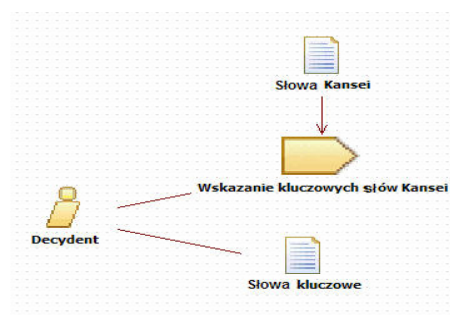 Słowa Kansei
Wskazanie kluczowych słów Kansei
Decydent
Słowa kluczowe